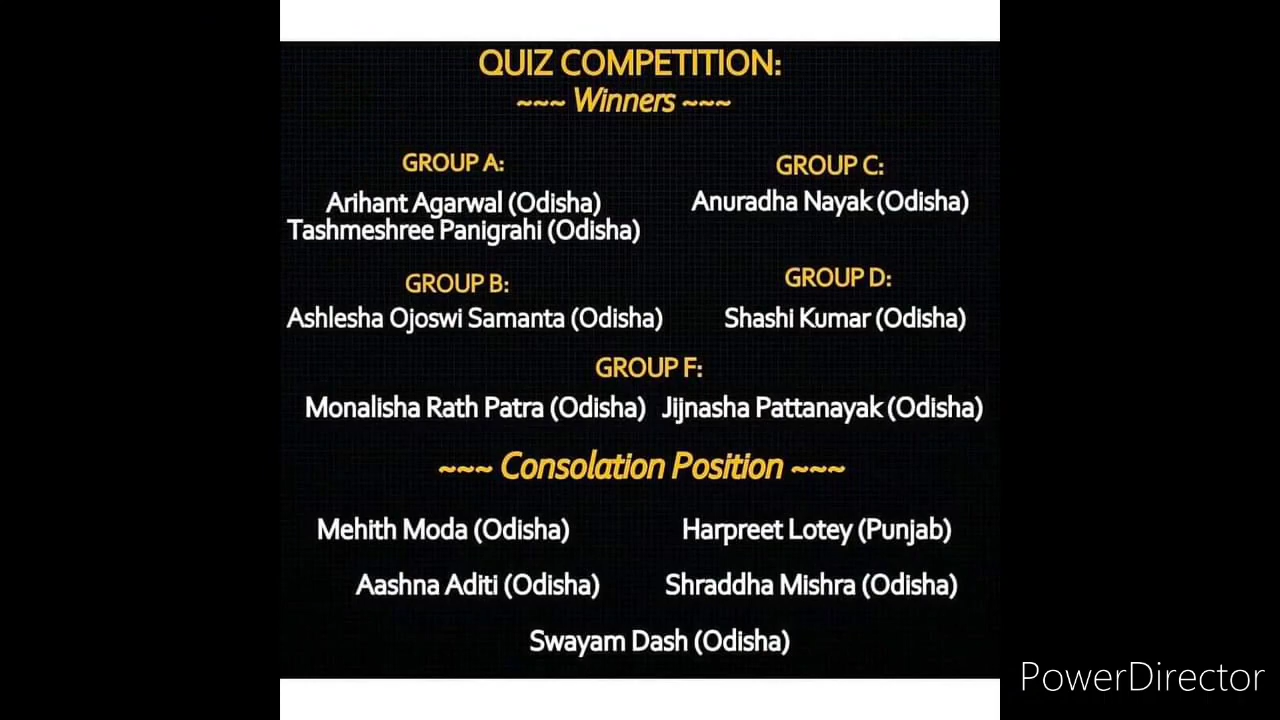 QUIZ COMPETITION:
~~~ Winners ~~~
GROUP A:
Arihant Agarwal (Odisha)
Tashmeshree Panigrahi (Odisha)
GROUP C:
Anuradha Nayak (Odisha)
GROUP B:
Ashlesha Ojoswi Samanta (Odisha)
GROUP D:
Shashi Kumar (Odisha)
GROUP F:
Monalisha Rath Patra (Odisha) Jijnasha Pattanayak (Odisha)
~~~ Consolation Position ~~~
Mehith Moda (Odisha) Harpreet Lotey (Punjab)
Aashna Aditi (Odisha) Shraddha Mishra (Odisha)
Swayam Dash (Odisha)
PowerDirector